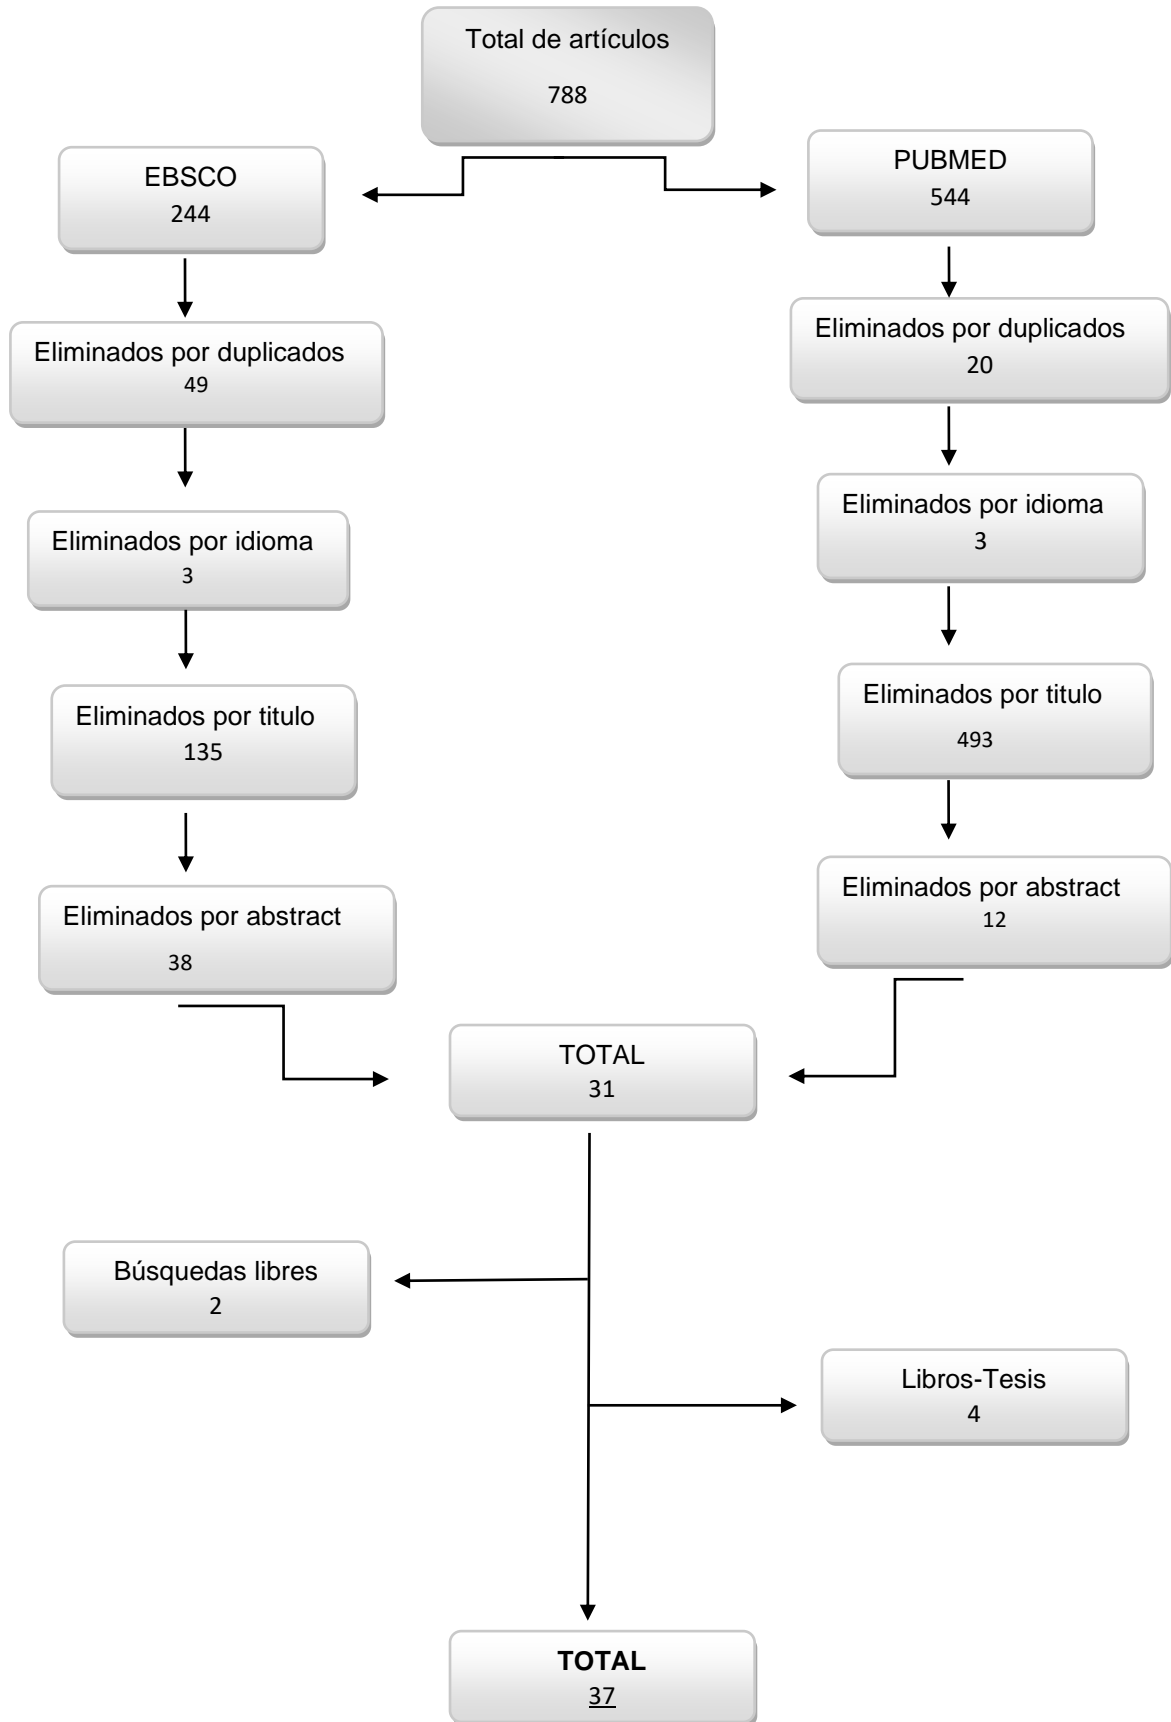 Total de artículos
788
EBSCO
244
PUBMED
544
Eliminados por duplicados
49
Eliminados por duplicados
20
Eliminados por idioma
3
Eliminados por idioma
3
Eliminados por titulo
135
Eliminados por titulo
493
Eliminados por abstract
38
Eliminados por abstract
12
TOTAL
31
Búsquedas libres
2
Libros-Tesis
4
TOTAL
37